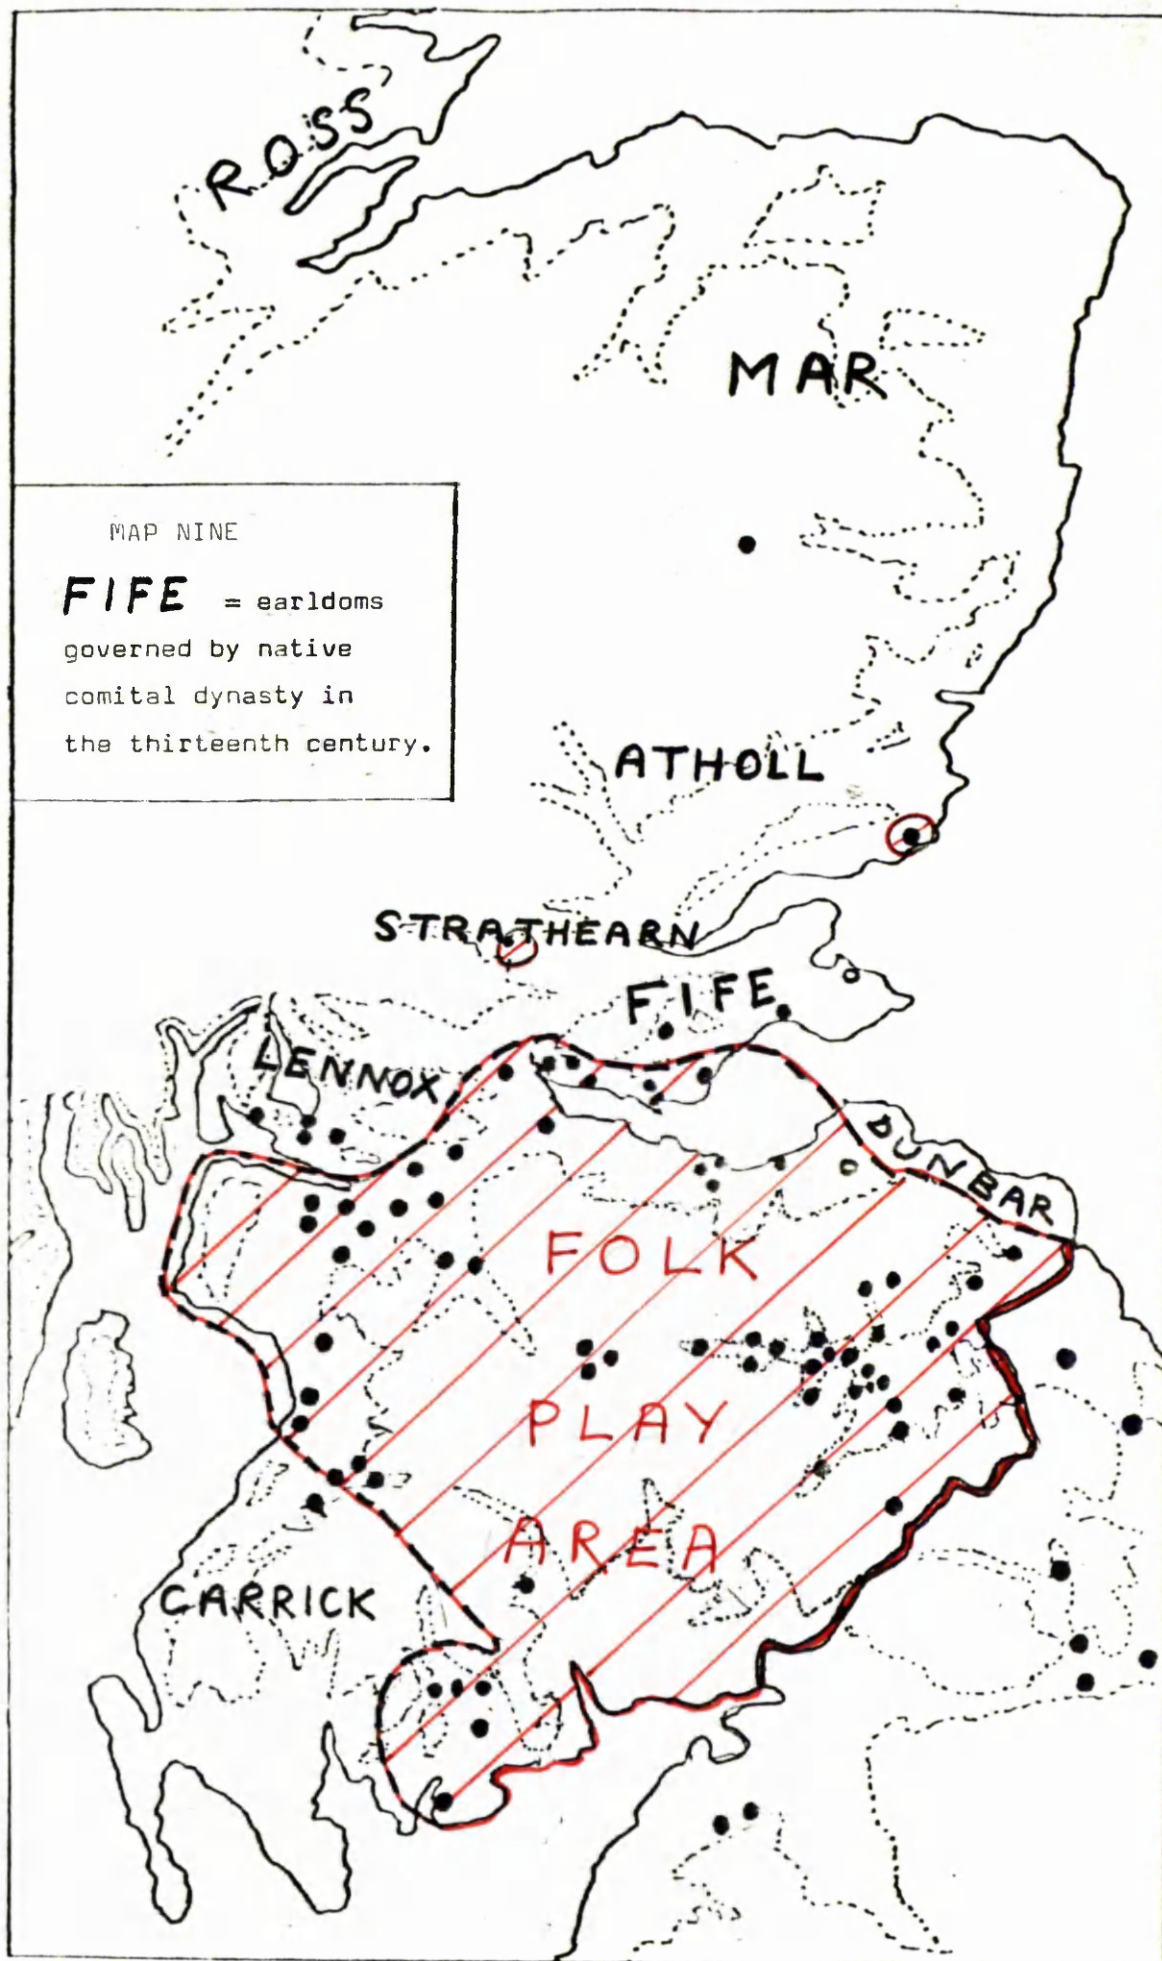 ROSS
MAR
MAP NINE
FIFE = earldoms
governed by native
comital dynasty in
the thirteenth century.
ATHOLL
STRATHEARN
FIFE
LENNOX
DUNBAR
FOLK
PLAY
AREA
CARRICK